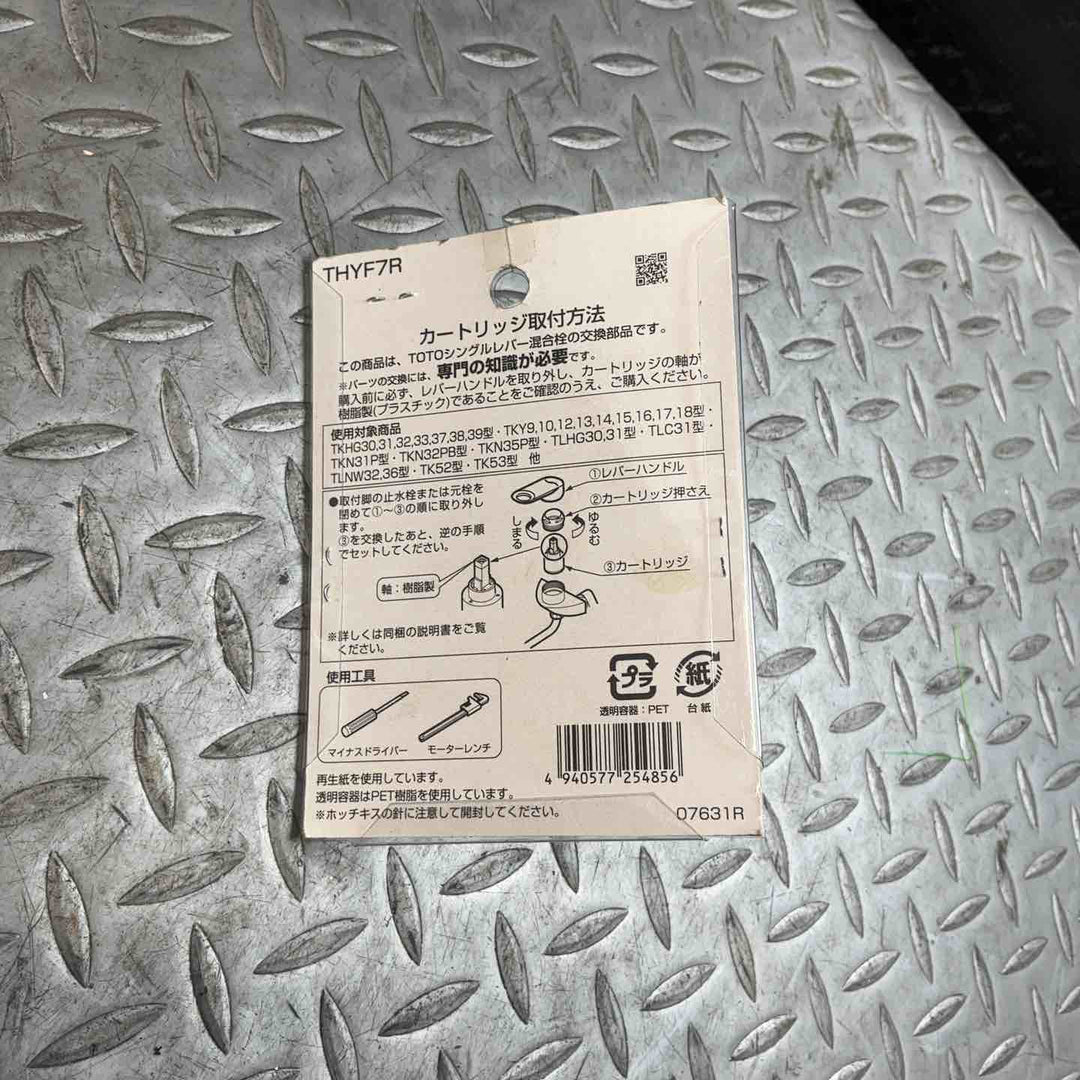 THYF7R
カートリッジ取付方法
この商品は、TOTOシングルレバー混合栓の交換部品です。
※パーツの交換には、専門の知識が必要です。
購入前に必ず、レバーハンドルを取り外し、カートリッジの軸が
樹脂製(プラスチック)であることをご確認のうえ、ご購入ください。
使用対象商品
TKHG30,31,32,33,37,38,39型・TKY9,10,12,13,14,15,16,17,18型・
TKN31P型・TKN32PB型・TKN35P型・TLHG30,31型・TLC31型・
TLNW32,36型・TK52型・TK53型 他
●取付脚の止水栓または元栓を
閉めて①〜③の順に取り外し
ます。
③を交換したあと、逆の手順
でセットしてください。
①レバーハンドル
②カートリッジ押さえ
しまる
ゆるむ
③カートリッジ
軸：樹脂製
※詳しくは同梱の説明書をご覧
ください。
使用工具
マイナスドライバー
モーターレンチ
プラ
紙
透明容器：PET
台紙
4 940577 254856
再生紙を使用しています。
透明容器はPET樹脂を使用しています。
※ホッチキスの針に注意して開封してください。
07631R